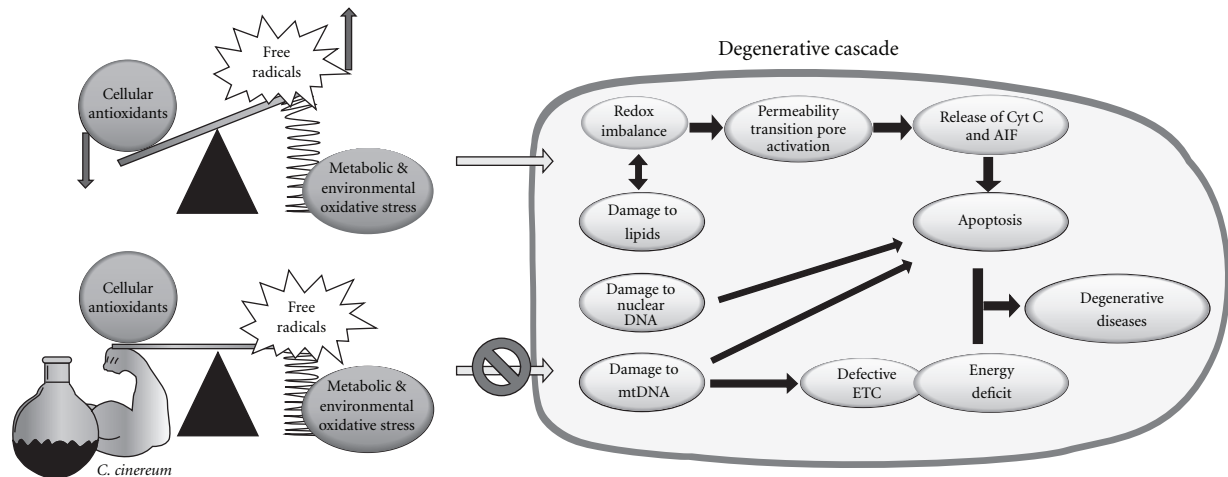 Free
radicals
Cellular
antioxidants
Metabolic &
environmental
oxidative stress
Cellular
antioxidants
Free
radicals
Metabolic &
environmental
oxidative stress
C. cinereum
Degenerative cascade
Redox
imbalance
Permeability
transition pore
activation
Release of Cyt C
and AIF
Damage to
lipids
Apoptosis
Damage to
nuclear
DNA
Degenerative
diseases
Damage to
mtDNA
Defective
ETC
Energy
deficit